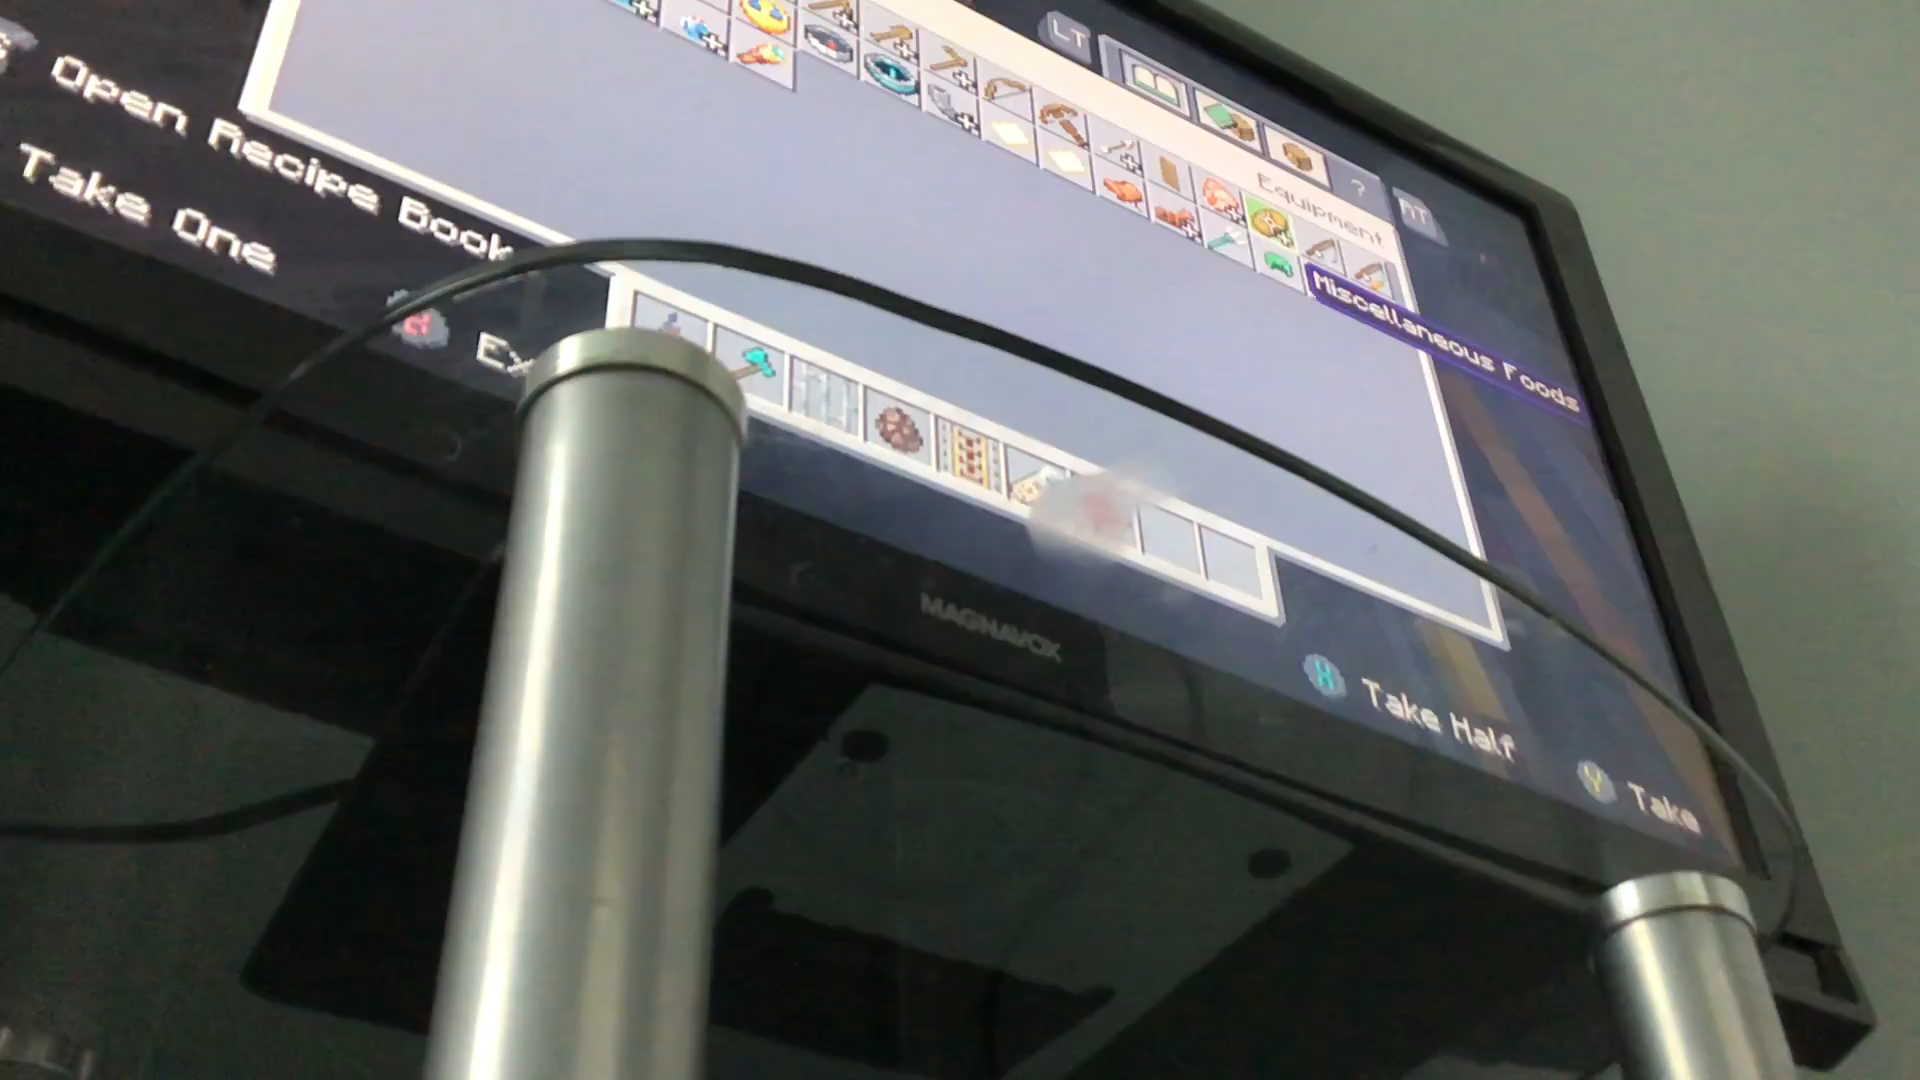 LT
RT
?
Equipment
Miscellaneous Foods
Open Recipe Book
Take One
MAGNAVOX
X Take Half
Y Take